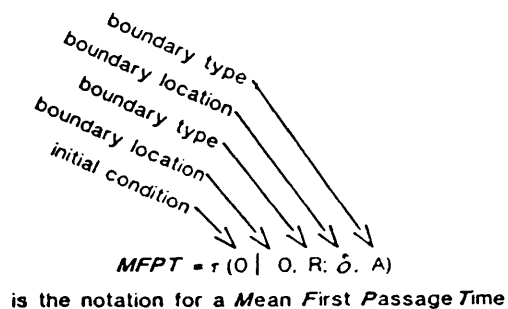 boundary type
boundary location
boundary type
boundary location
initial condition
MFPT = τ (0 | 0, R; ô, A)
is the notation for a Mean First Passage Time